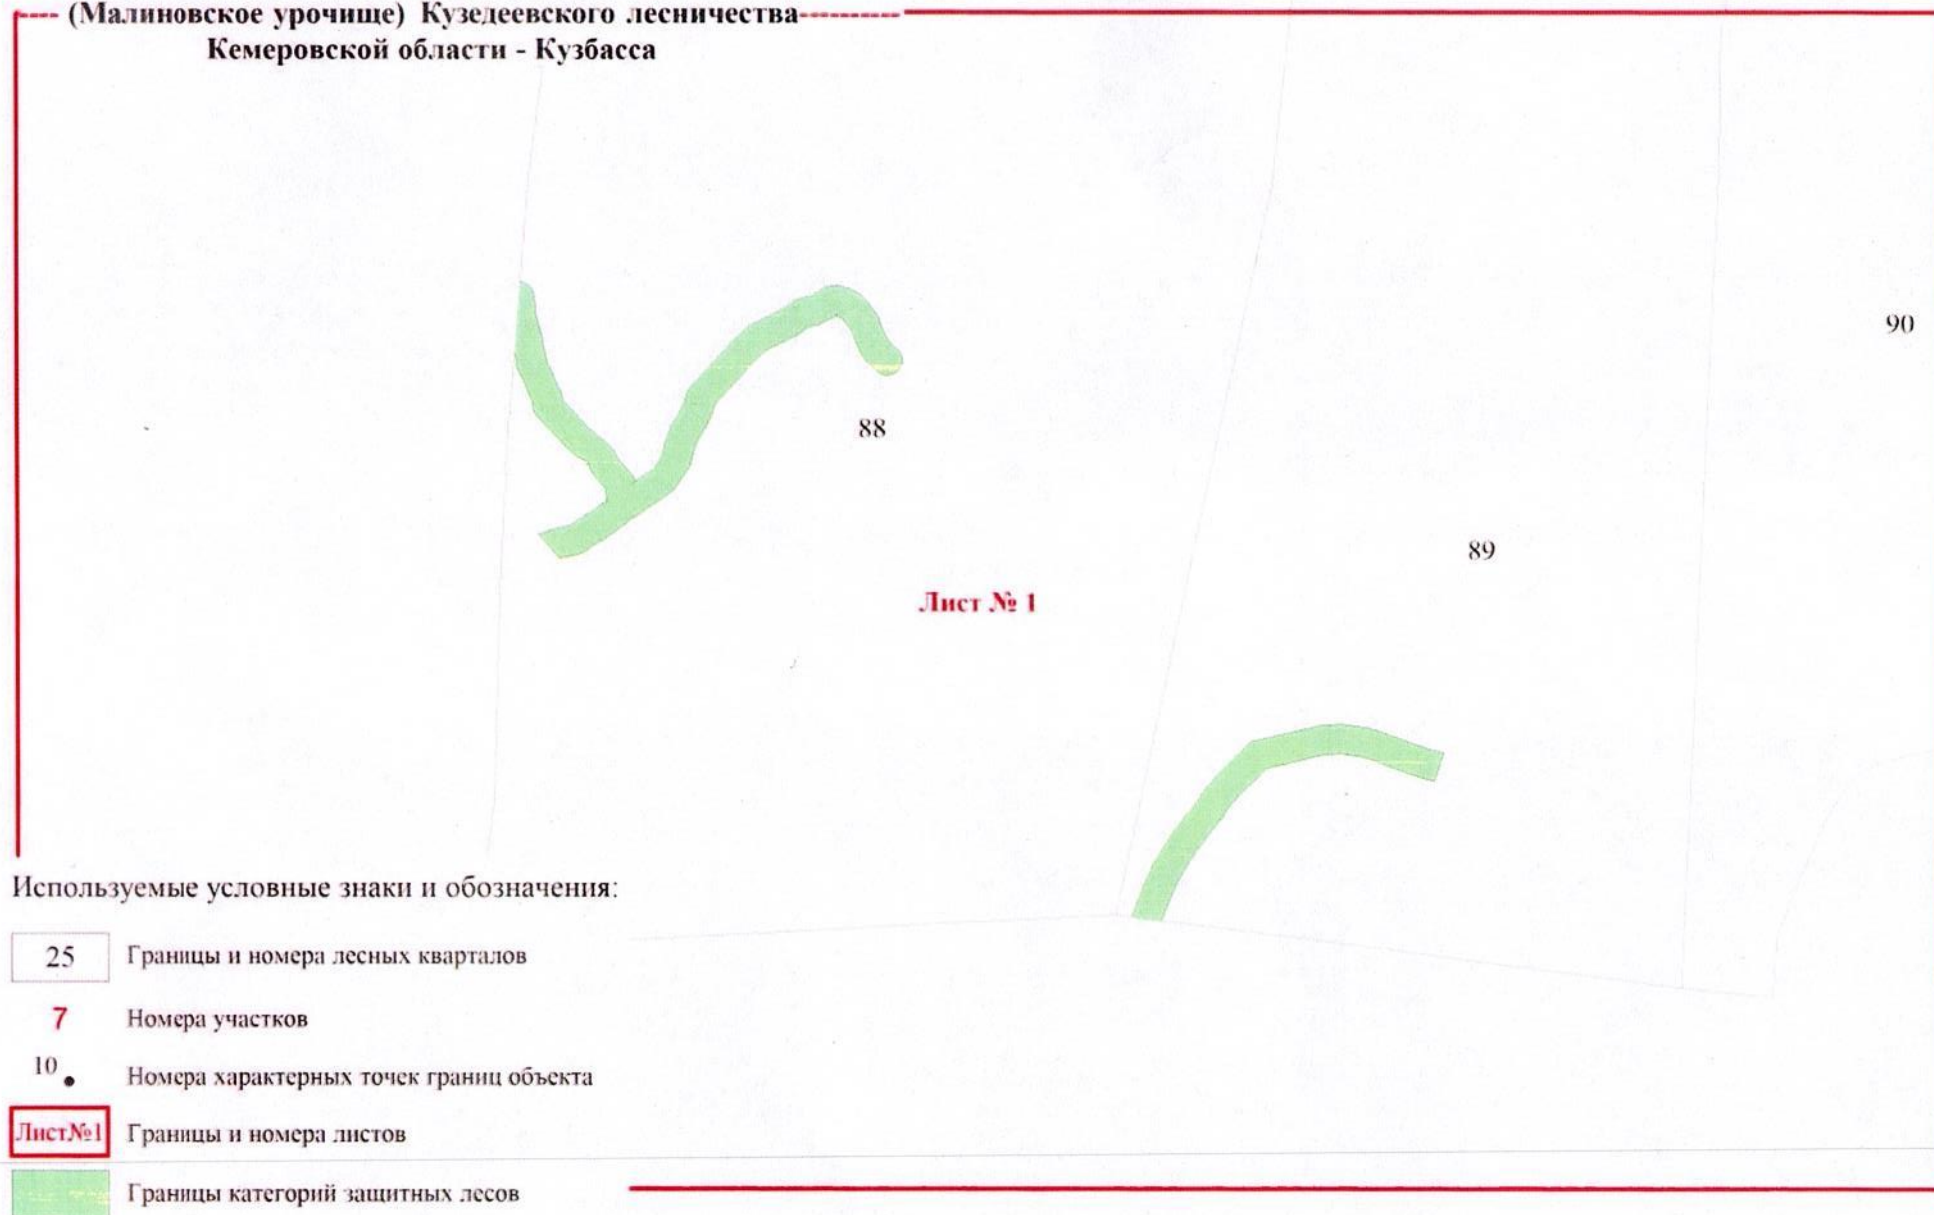 (Малиновское урочище) Кузедеевского лесничества
Кемеровской области - Кузбасса
90
88
89
Лист № 1
Используемые условные знаки и обозначения:
25 Границы и номера лесных кварталов
7 Номера участков
10 Номера характерных точек границ объекта
Лист№1 Границы и номера листов
Границы категорий защитных лесов